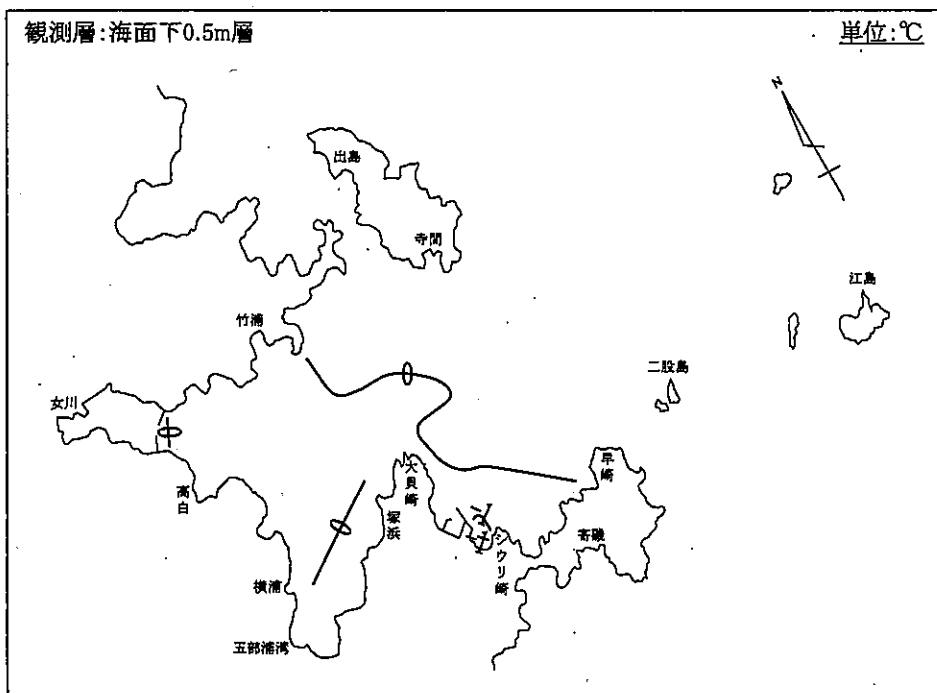 観測層:海面下0.5m層
単位:℃
N
出島
寺間
江島
竹浦
二股島
女川
早崎
大貝崎
高白
塚浜
寄磯
シウリ崎
横浦
五部浦湾